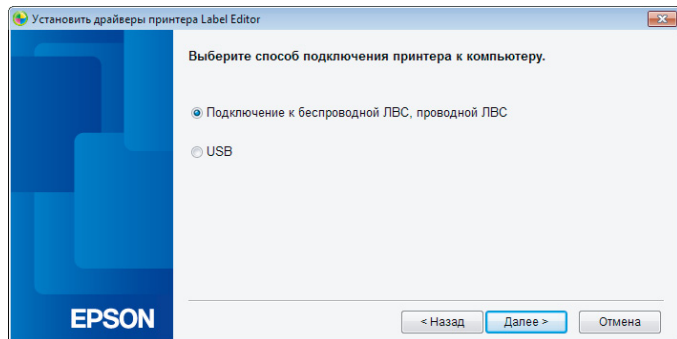 Установить драйверы принтера Label Editor
Выберите способ подключения принтера к компьютеру.
Подключение к беспроводной ЛВС, проводной ЛВС
USB
EPSON
< Назад
Далее >
Отмена